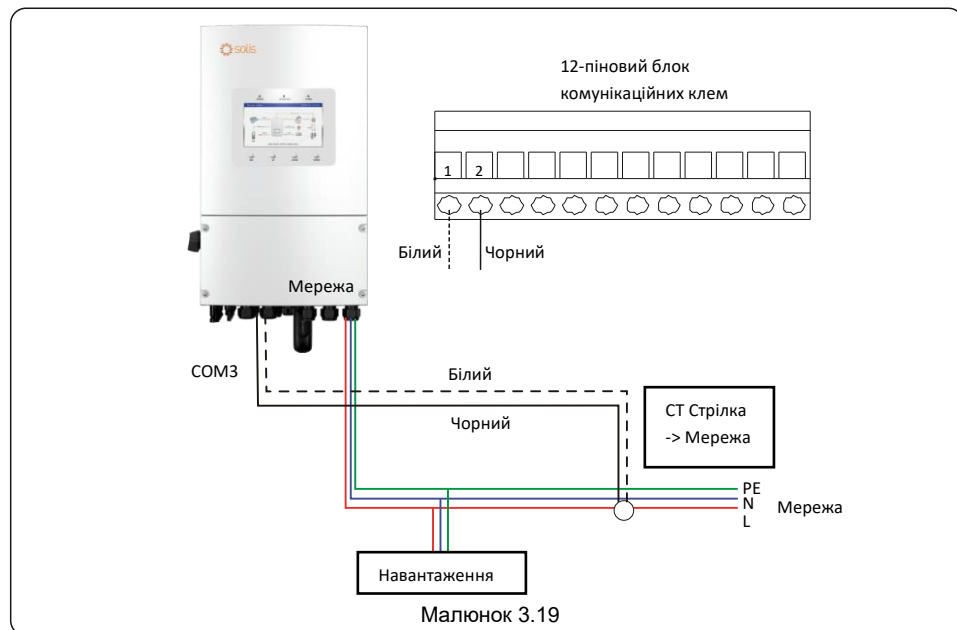 solis
12-піновий блок
комунікаційних клем
1 2
Білий
Чорний
Мережа
COM3
Білий
Чорний
СТ Стрілка
-> Мережа
PE
N
L
Мережа
Навантаження
Малюнок 3.19